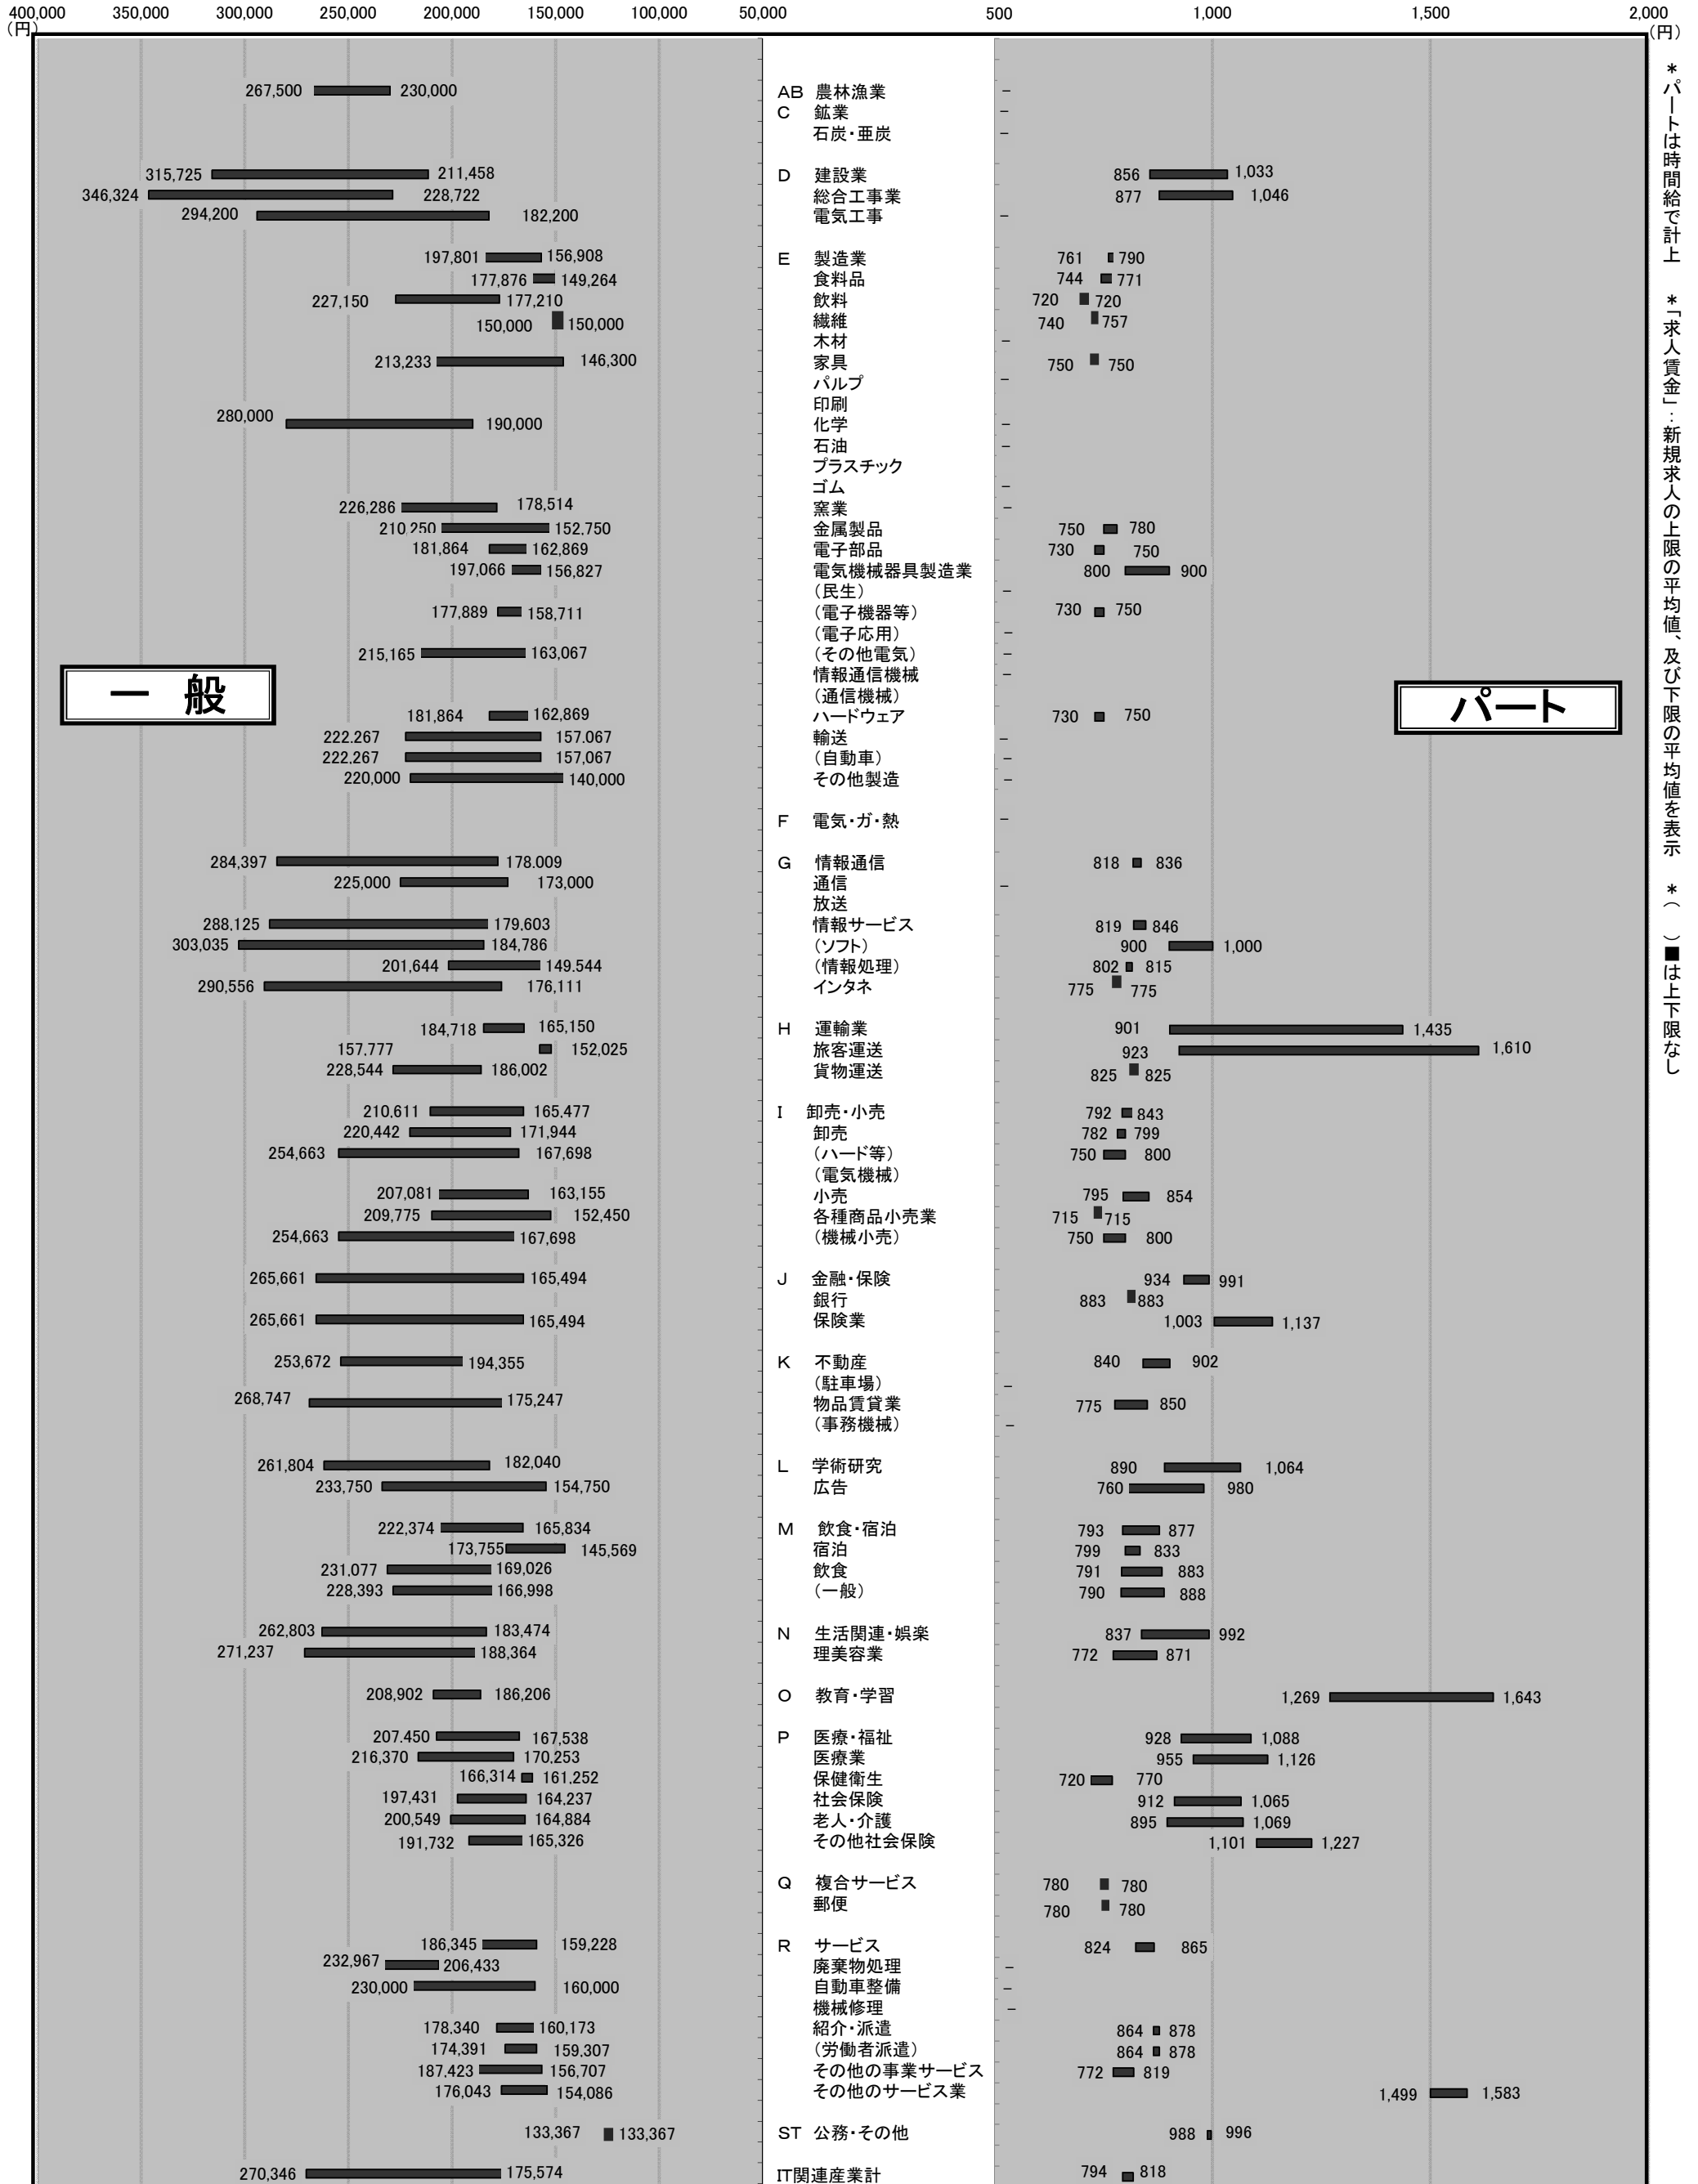 400,000 350,000 300,000 250,000 200,000 150,000 100,000 50,000 500 1,000 1,500 2,000
(円) (円)
267,500 230,000 AB 農林漁業 －
C 鉱業 －
石炭・亜炭 －
315,725 211,458 D 建設業 856 1,033
346,324 228,722 総合工事業 877 1,046
294,200 182,200 電気工事 －
197,801 156,908 E 製造業 761 790
177,876 149,264 食料品 744 771
227,150 177,210 飲料 720 720
150,000 150,000 繊維 740 757
木材 －
213,233 146,300 家具 750 750
パルプ －
印刷
280,000 190,000 化学 －
石油 －
プラスチック
ゴム －
226,286 178,514 窯業 －
210,250 152,750 金属製品 750 780
181,864 162,869 電子部品 730 750
197,066 156,827 電気機械器具製造業 800 900
（民生） －
177,889 158,711 （電子機器等） 730 750
（電子応用） －
215,165 163,067 （その他電気） －
情報通信機械 －
（通信機械）
181,864 162,869 ハードウェア 730 750
222,267 157,067 輸送 －
222,267 157,067 （自動車） －
220,000 140,000 その他製造 －
一 般
パート
F 電気・ガ・熱 －
284,397 178,009 G 情報通信 818 836
225,000 173,000 通信 －
放送
288,125 179,603 情報サービス 819 846
303,035 184,786 （ソフト） 900 1,000
201,644 149,544 （情報処理） 802 815
290,556 176,111 インタネ 775 775
184,718 165,150 H 運輸業 901 1,435
157,777 152,025 旅客運送 923 1,610
228,544 186,002 貨物運送 825 825
210,611 165,477 I 卸売・小売 792 843
220,442 171,944 卸売 782 799
254,663 167,698 （ハード等） 750 800
（電気機械）
207,081 163,155 小売 795 854
209,775 152,450 各種商品小売業 715 715
254,663 167,698 （機械小売） 750 800
265,661 165,494 J 金融・保険 934 991
銀行 883 883
265,661 165,494 保険業 1,003 1,137
253,672 194,355 K 不動産 840 902
（駐車場） －
268,747 175,247 物品賃貸業 775 850
（事務機械） －
261,804 182,040 L 学術研究 890 1,064
233,750 154,750 広告 760 980
222,374 165,834 M 飲食・宿泊 793 877
173,755 145,569 宿泊 799 833
231,077 169,026 飲食 791 883
228,393 166,998 （一般） 790 888
262,803 183,474 N 生活関連・娯楽 837 992
271,237 188,364 理美容業 772 871
208,902 186,206 O 教育・学習 1,269 1,643
207,450 167,538 P 医療・福祉 928 1,088
216,370 170,253 医療業 955 1,126
166,314 161,252 保健衛生 720 770
197,431 164,237 社会保険 912 1,065
200,549 164,884 老人・介護 895 1,069
191,732 165,326 その他社会保険 1,101 1,227
Q 複合サービス 780 780
郵便 780 780
186,345 159,228 R サービス 824 865
232,967 206,433 廃棄物処理 －
230,000 160,000 自動車整備 －
機械修理 －
178,340 160,173 紹介・派遣 864 878
174,391 159,307 （労働者派遣） 864 878
187,423 156,707 その他の事業サービス 772 819
176,043 154,086 その他のサービス業 1,499 1,583
133,367 133,367 ST 公務・その他 988 996
270,346 175,574 IT関連産業計 794 818
＊パートは時間給で計上 ＊「求人賃金」：新規求人の上限の平均値、及び下限の平均値を表示 ＊（ ）■は上下限なし